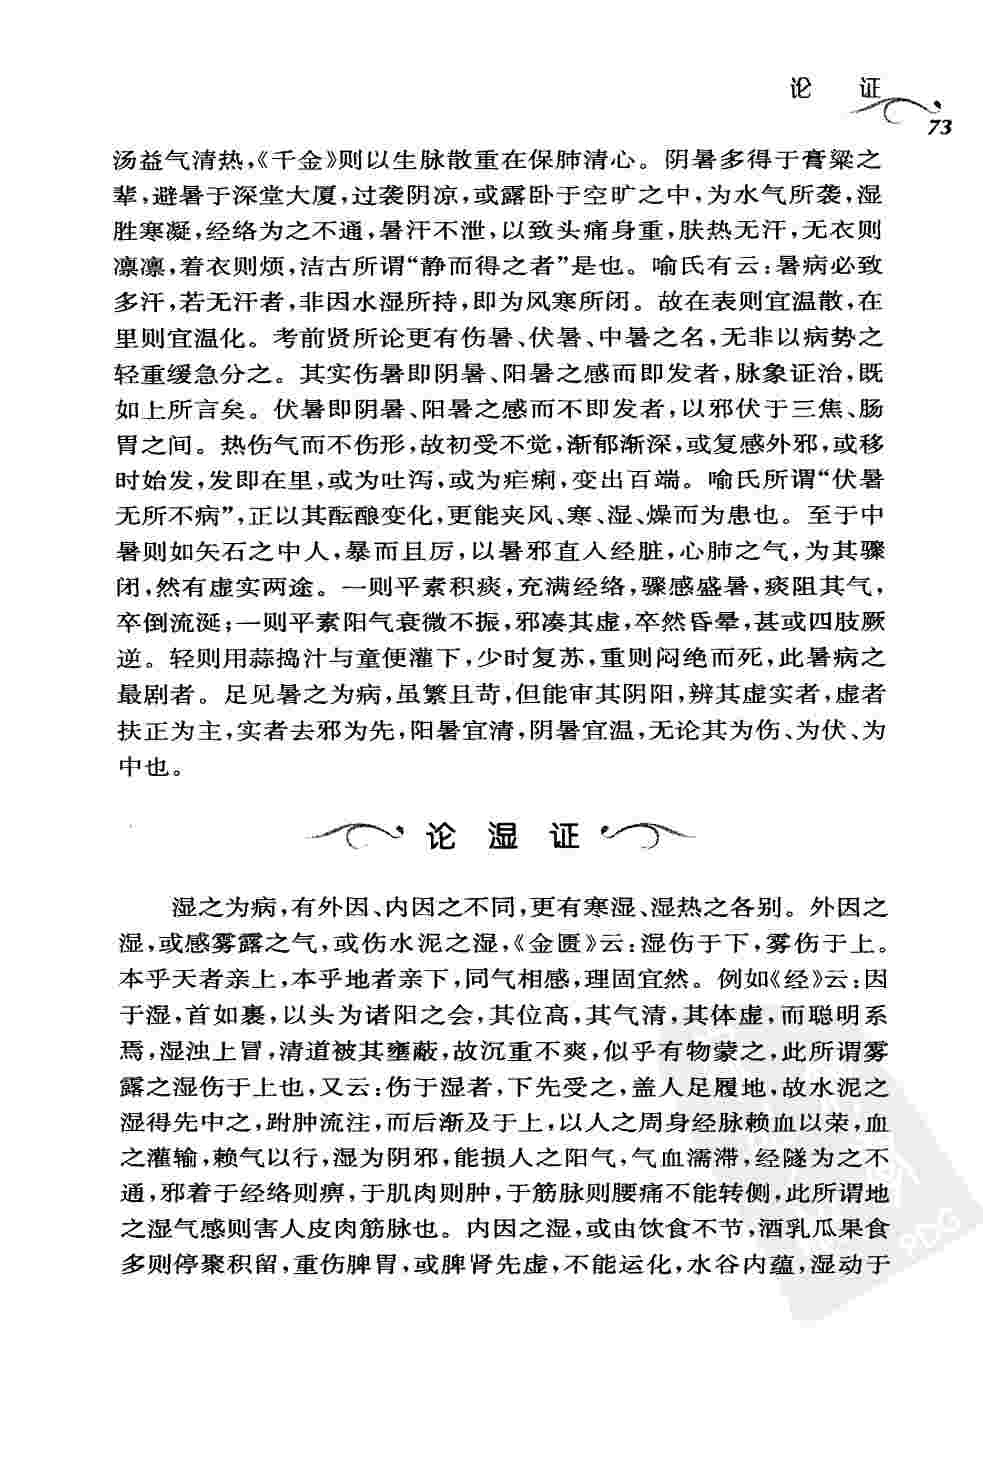 论 证
73
汤益气清热,《千金》则以生脉散重在保肺清心。阴暑多得于膏粱之
辈,避暑于深堂大厦,过袭阴凉,或露卧于空旷之中,为水气所袭,湿
胜寒凝,经络为之不通,暑汗不泄,以致头痛身重,肤热无汗,无衣则
凛凛,着衣则烦,洁古所谓“静而得之者”是也。喻氏有云:暑病必致
多汗,若无汗者,非因水湿所持,即为风寒所闭。故在表则宜温散,在
里则宜温化。考前贤所论更有伤暑、伏暑、中暑之名,无非以病势之
轻重缓急分之。其实伤暑即阴暑、阳暑之感而即发者,脉象证治,既
如上所言矣。伏暑即阴暑、阳暑之感而不即发者,以邪伏于三焦、肠
胃之间。热伤气而不伤形,故初受不觉,渐郁渐深,或复感外邪,或移
时始发,发即在里,或为吐泻,或为疟痢,变出百端。喻氏所谓“伏暑
无所不病”,正以其酝酿变化,更能夹风、寒、湿、燥而为患也。至于中
暑则如矢石之中人,暴而且厉,以暑邪直入经脏,心肺之气,为其骤
闭,然有虚实两途。一则平素积痰,充满经络,骤感盛暑,痰阻其气,
卒倒流涎;一则平素阳气衰微不振,邪凑其虚,卒然昏晕,甚或四肢厥
逆。轻则用蒜捣汁与童便灌下,少时复苏,重则闷绝而死,此暑病之
最剧者。足见暑之为病,虽繁且苛,但能审其阴阳,辨其虚实者,虚者
扶正为主,实者去邪为先,阳暑宜清,阴暑宜温,无论其为伤、为伏、为
中也。
论 湿 证
湿之为病,有外因、内因之不同,更有寒湿、湿热之各别。外因之
湿,或感雾露之气,或伤水泥之湿,《金匮》云:湿伤于下,雾伤于上。
本乎天者亲上,本乎地者亲下,同气相感,理固宜然。例如《经》云:因
于湿,首如裹,以头为诸阳之会,其位高,其气清,其体虚,而聪明系
焉,湿浊上冒,清道被其壅蔽,故沉重不爽,似乎有物蒙之,此所谓雾
露之湿伤于上也,又云:伤于湿者,下先受之,盖人足履地,故水泥之
湿得先中之,跗肿流注,而后渐及于上,以人之周身经脉赖血以荣,血
之灌输,赖气以行,湿为阴邪,能损人之阳气,气血濡滞,经隧为之不
通,邪着于经络则痹,于肌肉则肿,于筋脉则腰痛不能转侧,此所谓地
之湿气感则害人皮肉筋脉也。内因之湿,或由饮食不节,酒乳瓜果食
多则停聚积留,重伤脾胃,或脾肾先虚,不能运化,水谷内蕴,湿动于
PDG